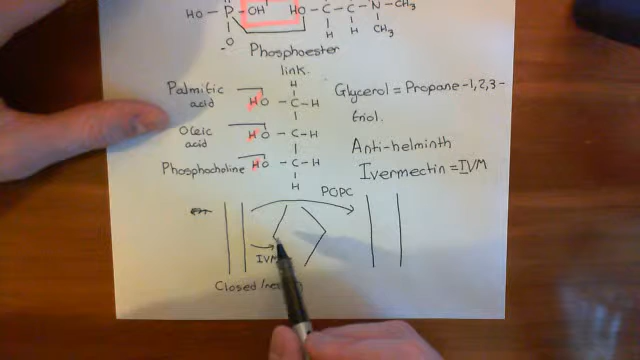 HO – P – OH HO – C – C – N – CH₃
H H CH₃
-O
Phosphoester
link.
Palmitic
acid
Oleic
acid
Phosphocholine
H
HO – C – H
HO – C – H
HO – C – H
H
Glycerol = Propane-1,2,3-
triol.
Anti-helminth
Ivermectin = IVM
POPC
IVM
Closed/